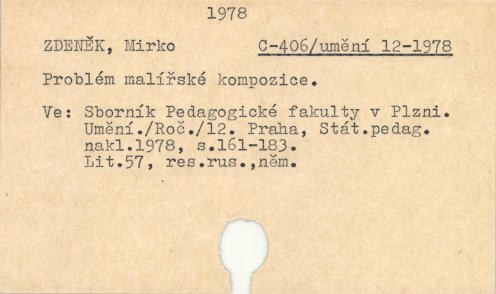 1978
ZDENĚK, Mirko C-406/umění 12-1978
Problém malířské kompozice.
Ve: Sborník Pedagogické fakulty v Plzni.
Umění./Roč./12. Praha, Stát.pedag.
nakl.1978, s.161-183.
Lit.57, res.rus.,něm.